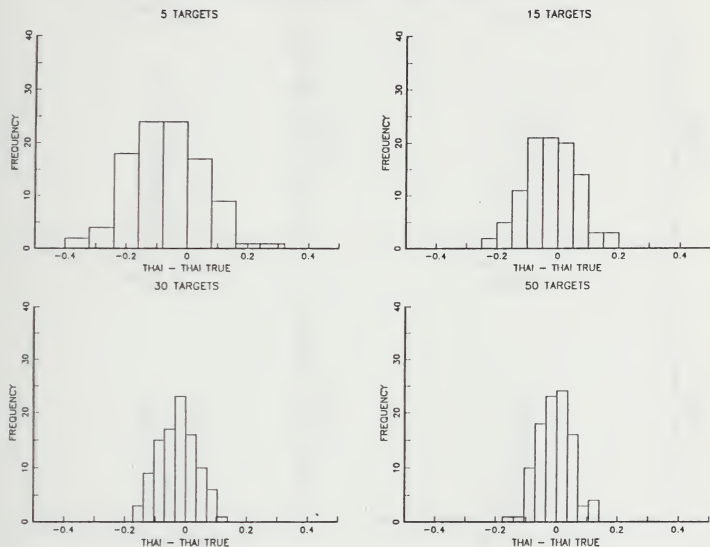 5 TARGETS
FREQUENCY
0 10 20 30 40
-0.4 -0.2 0 0.2 0.4
THAI - THAI TRUE
15 TARGETS
FREQUENCY
0 10 20 30 40
-0.4 -0.2 0 0.2 0.4
THAI - THAI TRUE
30 TARGETS
FREQUENCY
0 10 20 30 40
-0.4 -0.2 0 0.2 0.4
THAI - THAI TRUE
50 TARGETS
FREQUENCY
0 10 20 30 40
-0.4 -0.2 0 0.2 0.4
THAI - THAI TRUE